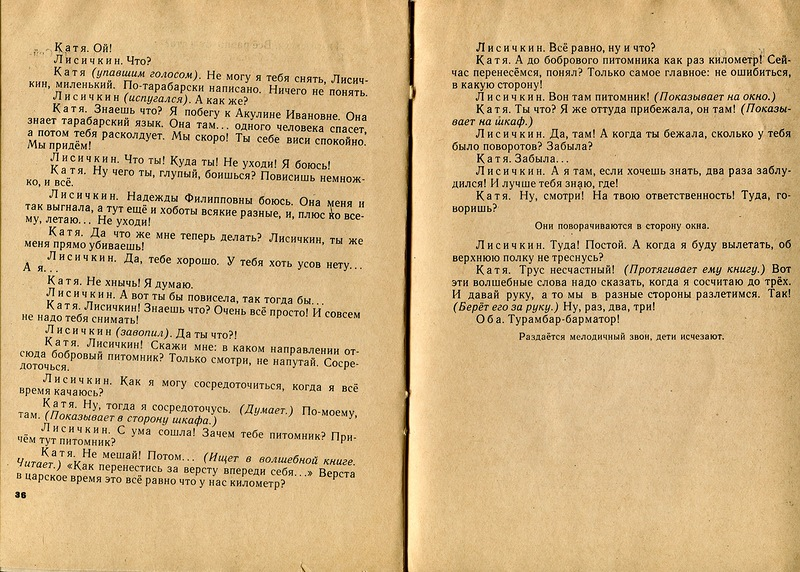 Катя. Ой!
Лисичкин. Что?
Катя (упавшим голосом). Не могу я тебя снять, Лисич-
кин, миленький. По-тарабарски написано. Ничего не понять.
Лисичкин (испугался). А как же?
Катя. Знаешь что? Я побегу к Акулине Ивановне. Она
знает тарабарский язык. Она там... одного человека спасет,
а потом тебя расколдует. Мы скоро! Ты себе виси спокойно.
Мы придём!
Лисичкин. Что ты! Куда ты! Не уходи! Я боюсь!
Катя. Ну чего ты, глупый, боишься? Повисишь немнож-
ко, и всё.
Лисичкин. Надежды Филипповны боюсь. Она меня и
так выгнала, а тут ещё и хоботы всякие разные, и, плюс ко все-
му, летаю... Не уходи!
Катя. Да что же мне теперь делать? Лисичкин, ты же
меня прямо убиваешь!
Лисичкин. Да, тебе хорошо. У тебя хоть усов нету...
А я...
Катя. Не хнычь! Я думаю.
Лисичкин. А вот ты бы повисела, так тогда бы...
Катя. Лисичкин! Знаешь что? Очень всё просто! И совсем
не надо тебя снимать!
Лисичкин (завопил). Да ты что?!
Катя. Лисичкин! Скажи мне: в каком направлении от-
сюда бобровый питомник? Только смотри, не напутай. Сосре-
доточься.
Лисичкин. Как я могу сосредоточиться, когда я всё
время качаюсь?
Катя. Ну, тогда я сосредоточусь. (Думает.) По-моему,
там. (Показывает в сторону шкафа.)
Лисичкин. С ума сошла! Зачем тебе питомник? При-
чём тут питомник?
Катя. Не мешай! Потом... (Ищет в волшебной книге.
Читает.) «Как перенестись за версту впереди себя...» Верста
в царское время это всё равно что у нас километр?
36
Лисичкин. Всё равно, ну и что?
Катя. А до бобрового питомника как раз километр! Сей-
час перенесёмся, понял? Только самое главное: не ошибиться,
в какую сторону!
Лисичкин. Вон там питомник! (Показывает на окно.)
Катя. Ты что? Я же оттуда прибежала, он там! (Показы-
вает на шкаф.)
Лисичкин. Да, там! А когда ты бежала, сколько у тебя
было поворотов? Забыла?
Катя. Забыла...
Лисичкин. А я там, если хочешь знать, два раза заблу-
дился! И лучше тебя знаю, где!
Катя. Ну, смотри! На твою ответственность! Туда, го-
воришь?
Они поворачиваются в сторону окна.
Лисичкин. Туда! Постой. А когда я буду вылетать, об
верхнюю полку не треснусь?
Катя. Трус несчастный! (Протягивает ему книгу.) Вот
эти волшебные слова надо сказать, когда я сосчитаю до трёх.
И давай руку, а то мы в разные стороны разлетимся. Так!
(Берёт его за руку.) Ну, раз, два, три!
Оба. Турамбар-барматор!
Раздаётся мелодичный звон, дети исчезают.